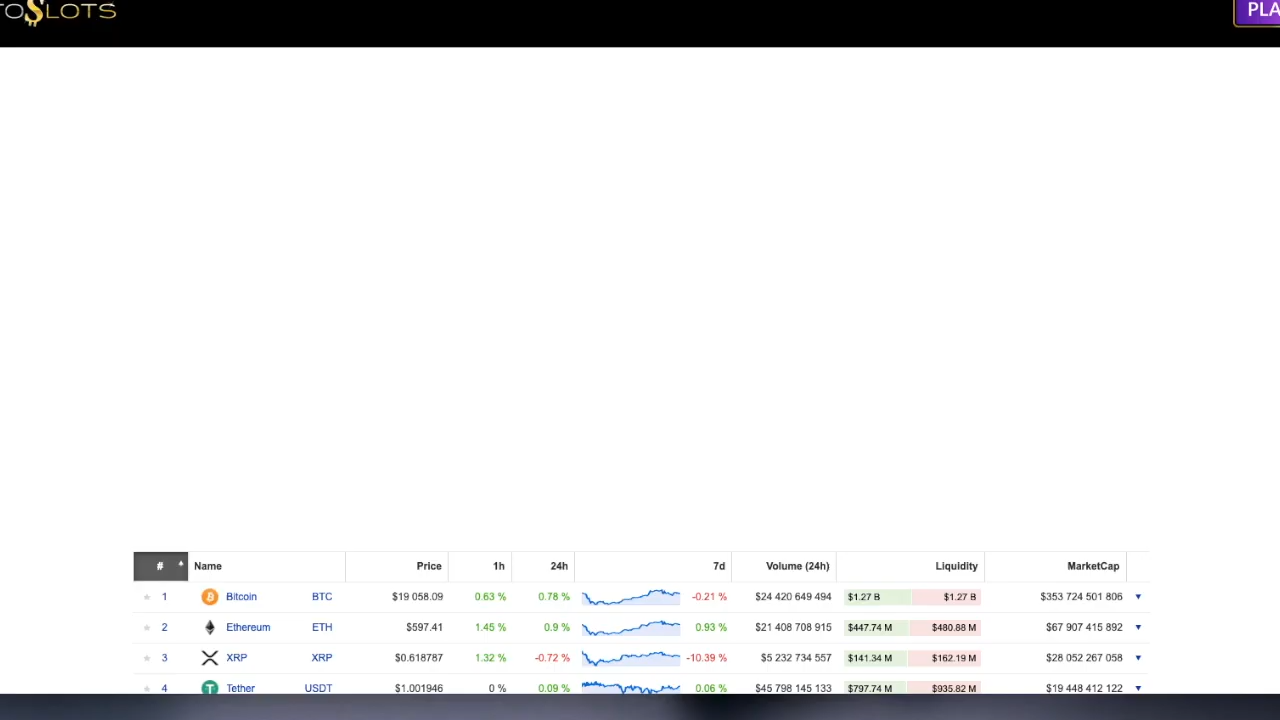 TOSLOTS
PLA
# Name Price 1h 24h 7d Volume (24h) Liquidity MarketCap
1 Bitcoin BTC $19 058.09 0.63 % 0.78 % -0.21 % $24 420 649 494 $1.27 B $1.27 B $353 724 501 806
2 Ethereum ETH $597.41 1.45 % 0.9 % 0.93 % $21 408 708 915 $447.74 M $480.88 M $67 907 415 892
3 XRP XRP $0.618787 1.32 % -0.72 % -10.39 % $5 232 734 557 $141.34 M $162.19 M $28 052 267 058
4 Tether USDT $1.001946 0 % 0.09 % 0.06 % $45 798 145 133 $797.74 M $935.82 M $19 448 412 122